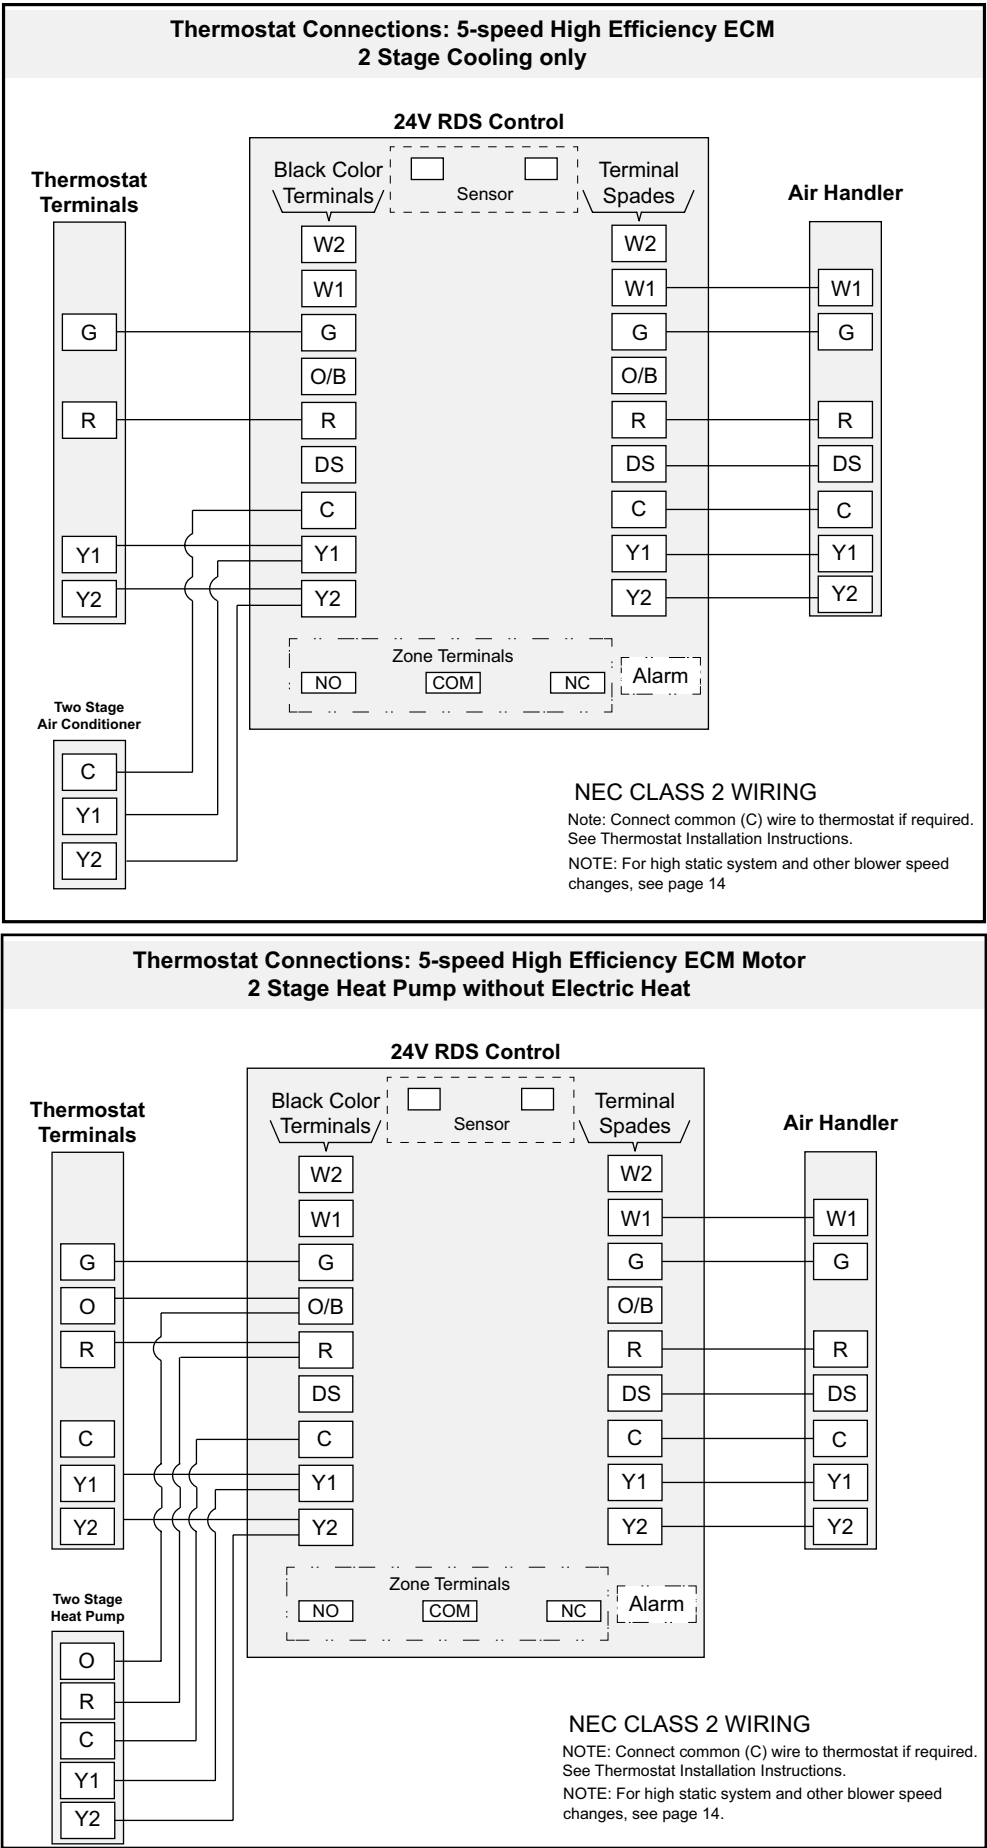 Thermostat Connections: 5-speed High Efficiency ECM
2 Stage Cooling only
24V RDS Control
Thermostat
Terminals
Black Color
Terminals
Sensor
Terminal
Spades
Air Handler
W2
W2
W1
W1
W1
G
G
G
G
O/B
O/B
R
R
R
R
DS
DS
DS
C
C
C
Y1
Y1
Y1
Y1
Y2
Y2
Y2
Y2
Zone Terminals
NO
COM
NC
Alarm
Two Stage
Air Conditioner
C
Y1
Y2
NEC CLASS 2 WIRING
Note: Connect common (C) wire to thermostat if required.
See Thermostat Installation Instructions.
NOTE: For high static system and other blower speed
changes, see page 14
Thermostat Connections: 5-speed High Efficiency ECM Motor
2 Stage Heat Pump without Electric Heat
24V RDS Control
Thermostat
Terminals
Black Color
Terminals
Sensor
Terminal
Spades
Air Handler
W2
W2
W1
W1
W1
G
G
G
G
O
O/B
O/B
R
R
R
R
DS
DS
DS
C
C
C
C
Y1
Y1
Y1
Y1
Y2
Y2
Y2
Y2
Zone Terminals
NO
COM
NC
Alarm
Two Stage
Heat Pump
O
R
C
Y1
Y2
NEC CLASS 2 WIRING
NOTE: Connect common (C) wire to thermostat if required.
See Thermostat Installation Instructions.
NOTE: For high static system and other blower speed
changes, see page 14.